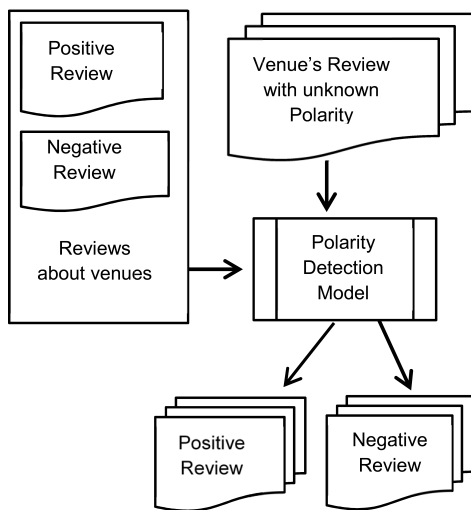 Positive
Review
Negative
Review
Reviews
about venues
Venue's Review
with unknown
Polarity
Polarity
Detection
Model
Positive
Review
Negative
Review